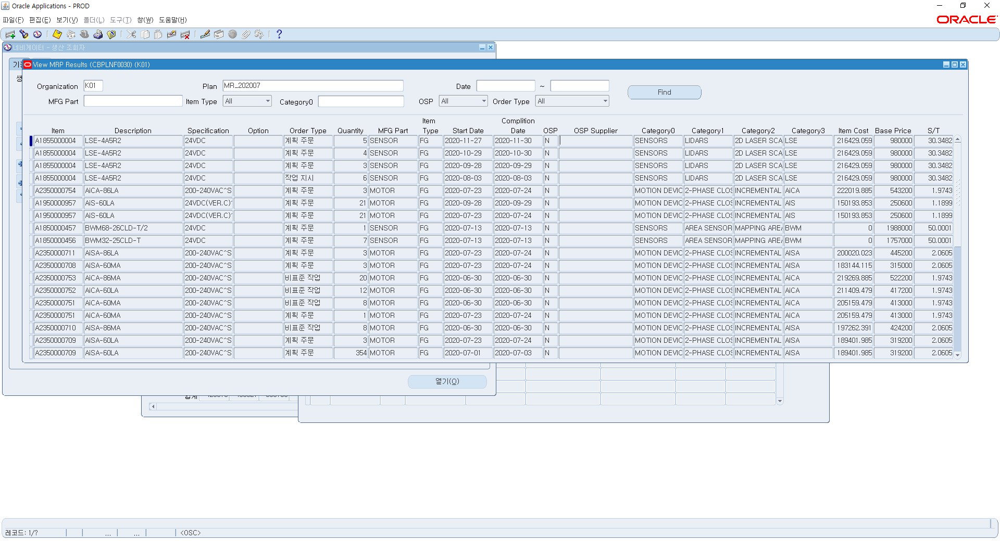 Oracle Applications - PROD
파일(F) 편집(E) 보기(V) 폴더(L) 도구(T) 창(W) 도움말(H)
ORACLE
네비게이터 - 생산 조회자
View MRP Results (CBPLNF0030) (K01)
Organization K01 Plan MR_202007 Date ~ Find
MFG Part Item Type All Category0 OSP All Order Type All
Item Description Specification Option Order Type Quantity MFG Part Item Type Start Date Complition Date OSP OSP Supplier Category0 Category1 Category2 Category3 Item Cost Base Price S/T
A1855000004 LSE-4A5R2 24VDC 계획 주문 5 SENSOR FG 2020-11-27 2020-11-30 N SENSORS LIDARS 2D LASER SCA LSE 216429.059 980000 30.3482
A1855000004 LSE-4A5R2 24VDC 계획 주문 4 SENSOR FG 2020-10-29 2020-10-30 N SENSORS LIDARS 2D LASER SCA LSE 216429.059 980000 30.3482
A1855000004 LSE-4A5R2 24VDC 계획 주문 3 SENSOR FG 2020-09-28 2020-09-29 N SENSORS LIDARS 2D LASER SCA LSE 216429.059 980000 30.3482
A1855000004 LSE-4A5R2 24VDC 작업 지시 6 SENSOR FG 2020-08-03 2020-08-03 N SENSORS LIDARS 2D LASER SCA LSE 216429.059 980000 30.3482
A2350000754 AiCA-86LA 200-240VAC^S 계획 주문 3 MOTOR FG 2020-07-23 2020-07-24 N MOTION DEVIC 2-PHASE CLOS INCREMENTAL AiCA 222019.885 543200 1.9743
A1950000957 AiS-60LA 24VDC(VER.C)^ 계획 주문 21 MOTOR FG 2020-09-28 2020-09-29 N MOTION DEVIC 2-PHASE CLOS INCREMENTAL AIS 150193.853 250600 1.1899
A1950000957 AiS-60LA 24VDC(VER.C)^ 계획 주문 21 MOTOR FG 2020-07-23 2020-07-24 N MOTION DEVIC 2-PHASE CLOS INCREMENTAL AIS 150193.853 250600 1.1899
A1850000457 BWM68-26CLD-T/2 24VDC 계획 주문 1 SENSOR FG 2020-07-13 2020-07-13 N SENSORS AREA SENSOR MAPPING AREA BWM 0 1988000 50.0001
A1850000456 BWM32-25CLD-T 24VDC 계획 주문 7 SENSOR FG 2020-07-13 2020-07-13 N SENSORS AREA SENSOR MAPPING AREA BWM 0 1757000 50.0001
A2350000711 AiSA-86LA 200-240VAC^S 계획 주문 3 MOTOR FG 2020-07-23 2020-07-24 N MOTION DEVIC 2-PHASE CLOS INCREMENTAL AISA 200020.023 445200 2.0605
A2350000708 AiSA-60MA 200-240VAC^S 계획 주문 3 MOTOR FG 2020-07-23 2020-07-24 N MOTION DEVIC 2-PHASE CLOS INCREMENTAL AISA 183144.115 315000 2.0605
A2350000753 AiCA-86MA 200-240VAC^S 비표준 작업 20 MOTOR FG 2020-06-30 2020-06-30 N MOTION DEVIC 2-PHASE CLOS INCREMENTAL AiCA 219269.885 522200 1.9743
A2350000752 AiCA-60LA 200-240VAC^S 비표준 작업 12 MOTOR FG 2020-06-30 2020-06-30 N MOTION DEVIC 2-PHASE CLOS INCREMENTAL AiCA 211409.479 417200 1.9743
A2350000751 AiCA-60MA 200-240VAC^S 비표준 작업 8 MOTOR FG 2020-06-30 2020-06-30 N MOTION DEVIC 2-PHASE CLOS INCREMENTAL AiCA 205159.479 413000 1.9743
A2350000751 AiCA-60MA 200-240VAC^S 계획 주문 1 MOTOR FG 2020-07-23 2020-07-24 N MOTION DEVIC 2-PHASE CLOS INCREMENTAL AiCA 205159.479 413000 1.9743
A2350000710 AiSA-86MA 200-240VAC^S 비표준 작업 8 MOTOR FG 2020-06-30 2020-06-30 N MOTION DEVIC 2-PHASE CLOS INCREMENTAL AISA 197262.391 424200 2.0605
A2350000709 AiSA-60LA 200-240VAC^S 계획 주문 3 MOTOR FG 2020-07-23 2020-07-24 N MOTION DEVIC 2-PHASE CLOS INCREMENTAL AISA 189401.985 319200 2.0605
A2350000709 AiSA-60LA 200-240VAC^S 계획 주문 354 MOTOR FG 2020-07-01 2020-07-03 N MOTION DEVIC 2-PHASE CLOS INCREMENTAL AISA 189401.985 319200 2.0605
열기(O)
레코드: 1/? ... ... <OSC>